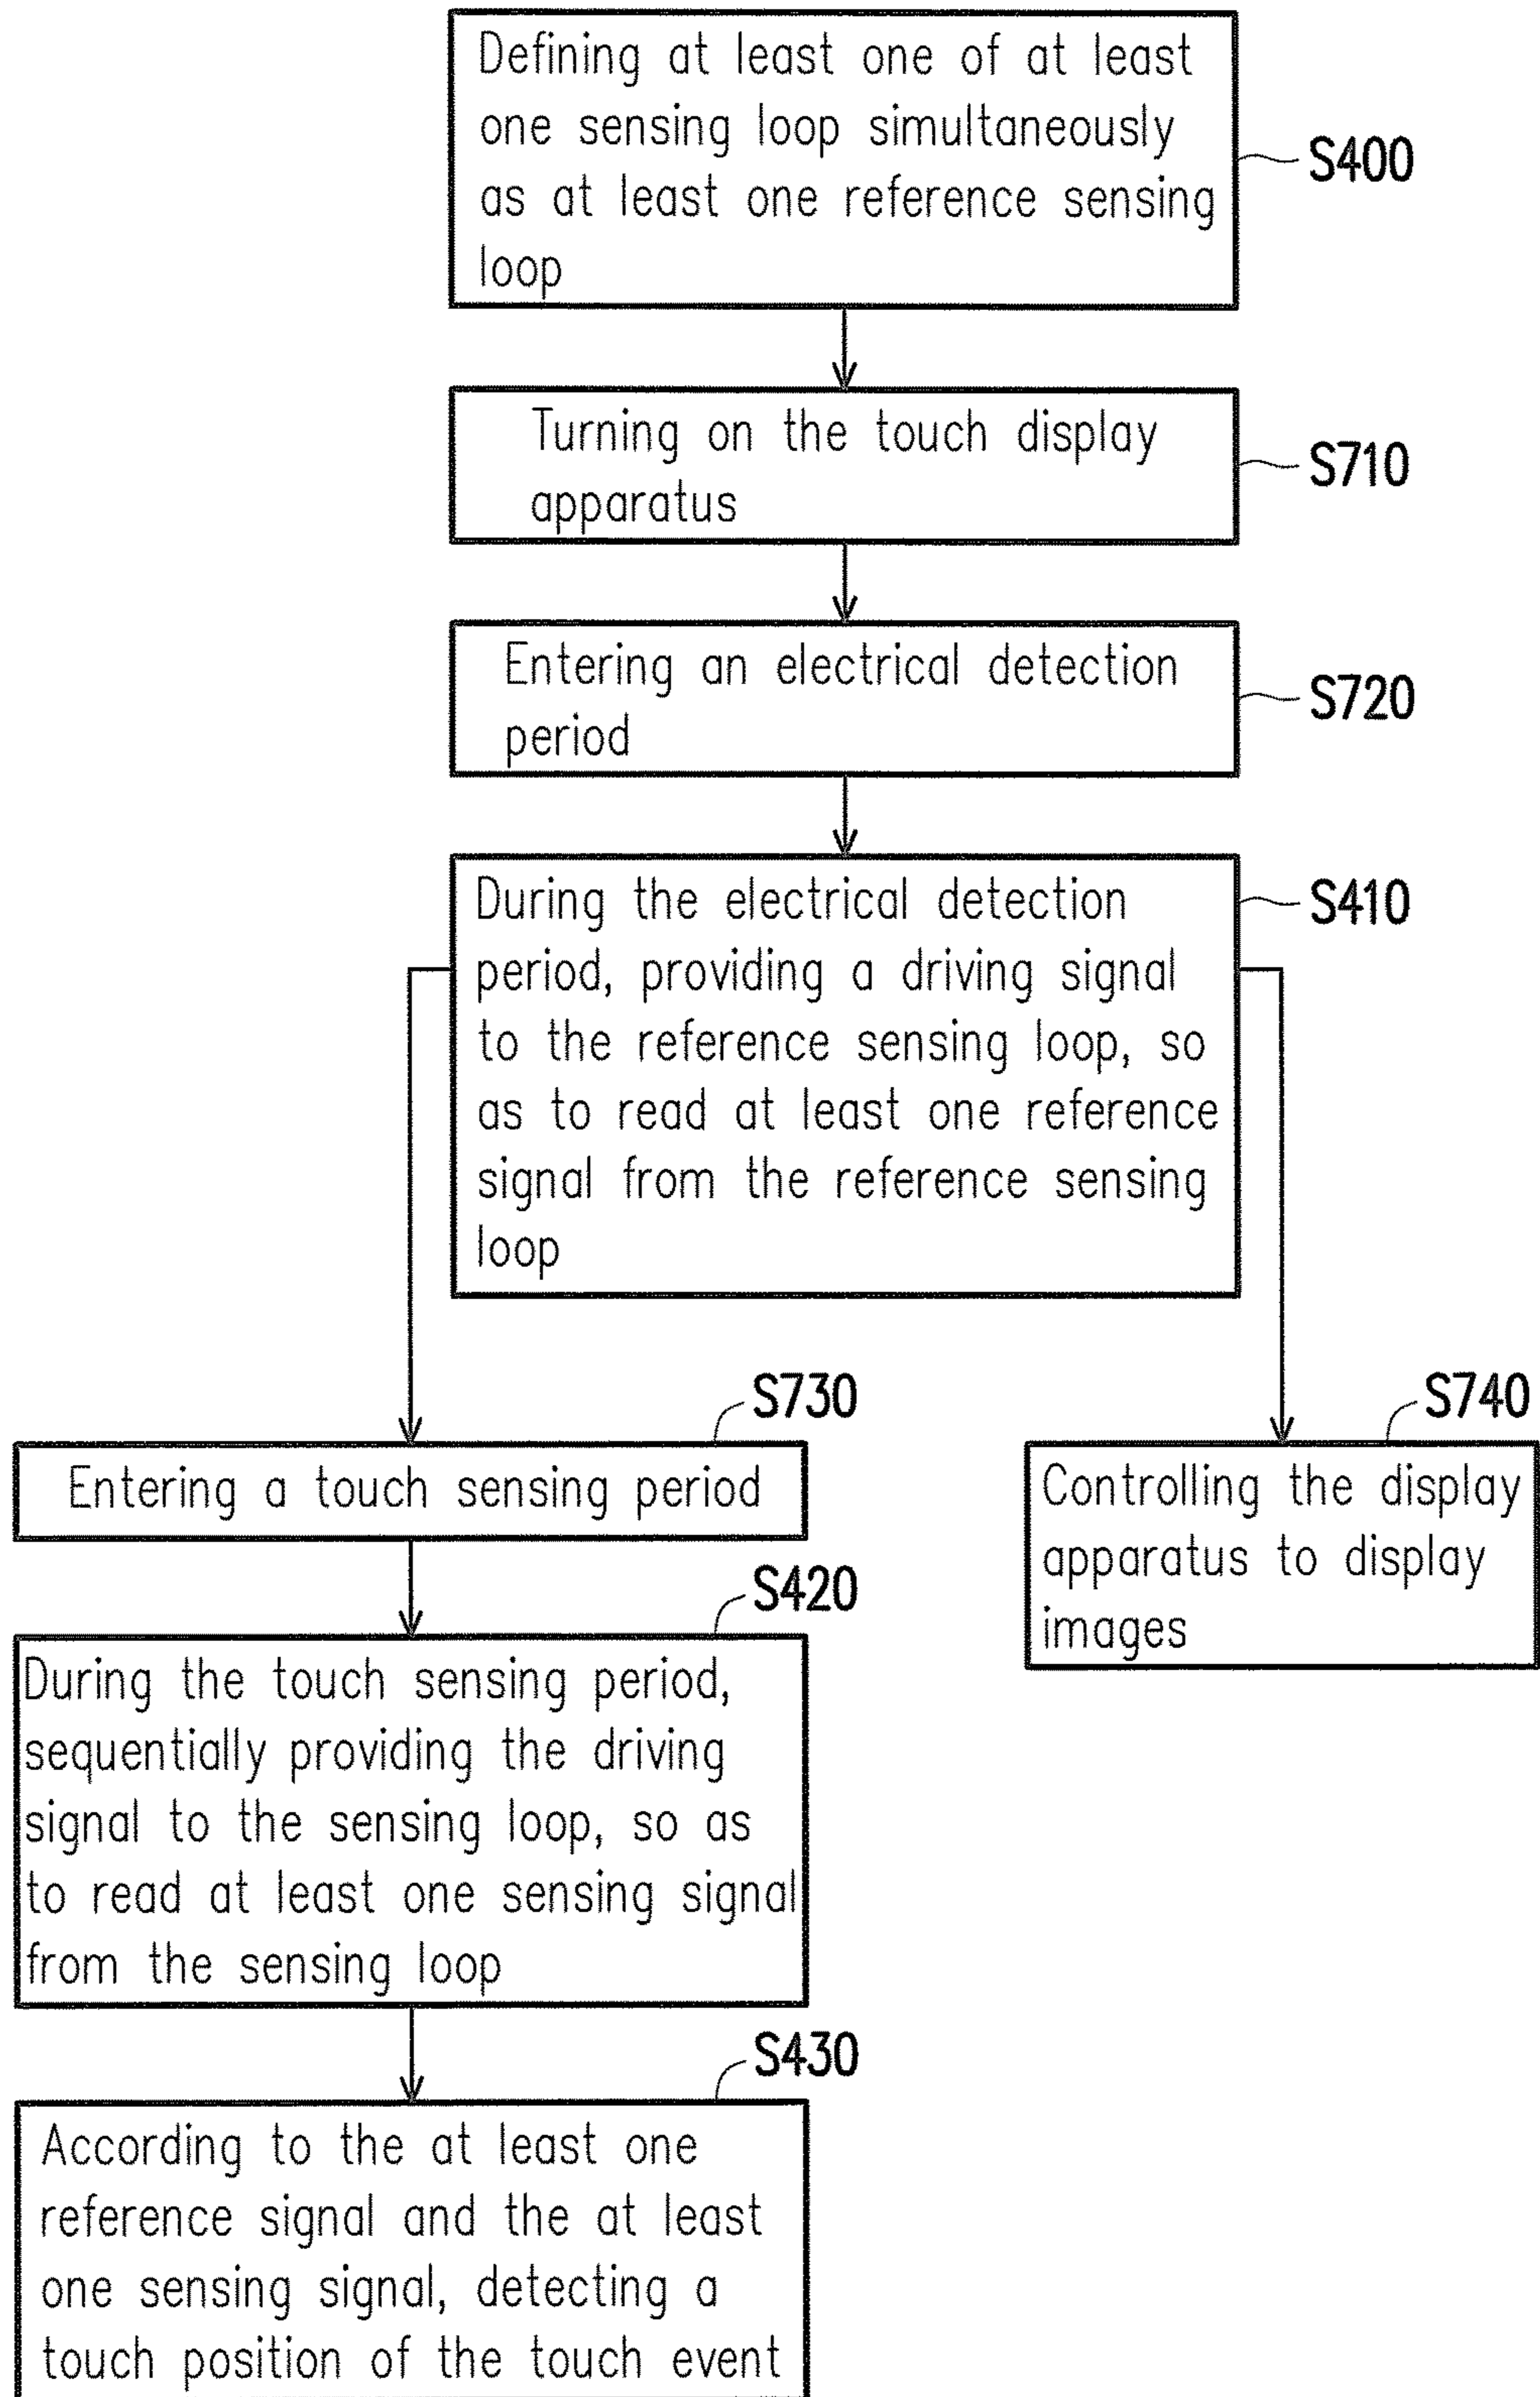 Defining at least one of at least
one sensing loop simultaneously
as at least one reference sensing
loop
S400
Turning on the touch display
apparatus
S710
Entering an electrical detection
period
S720
During the electrical detection
period, providing a driving signal
to the reference sensing loop, so
as to read at least one reference
signal from the reference sensing
loop
S410
S730
Entering a touch sensing period
S740
Controlling the display
apparatus to display
images
S420
During the touch sensing period,
sequentially providing the driving
signal to the sensing loop, so as
to read at least one sensing signal
from the sensing loop
S430
According to the at least one
reference signal and the at least
one sensing signal, detecting a
touch position of the touch event